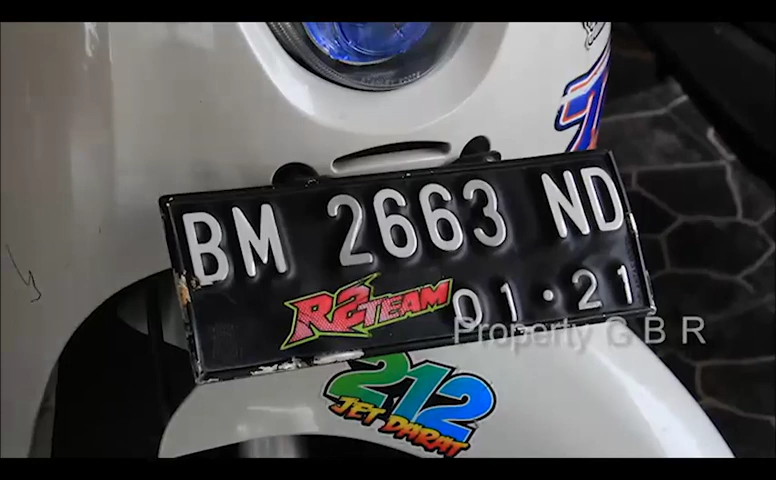 BM 2663 ND
R2 TEAM 01·21
Property G B R
212
JET DARAT